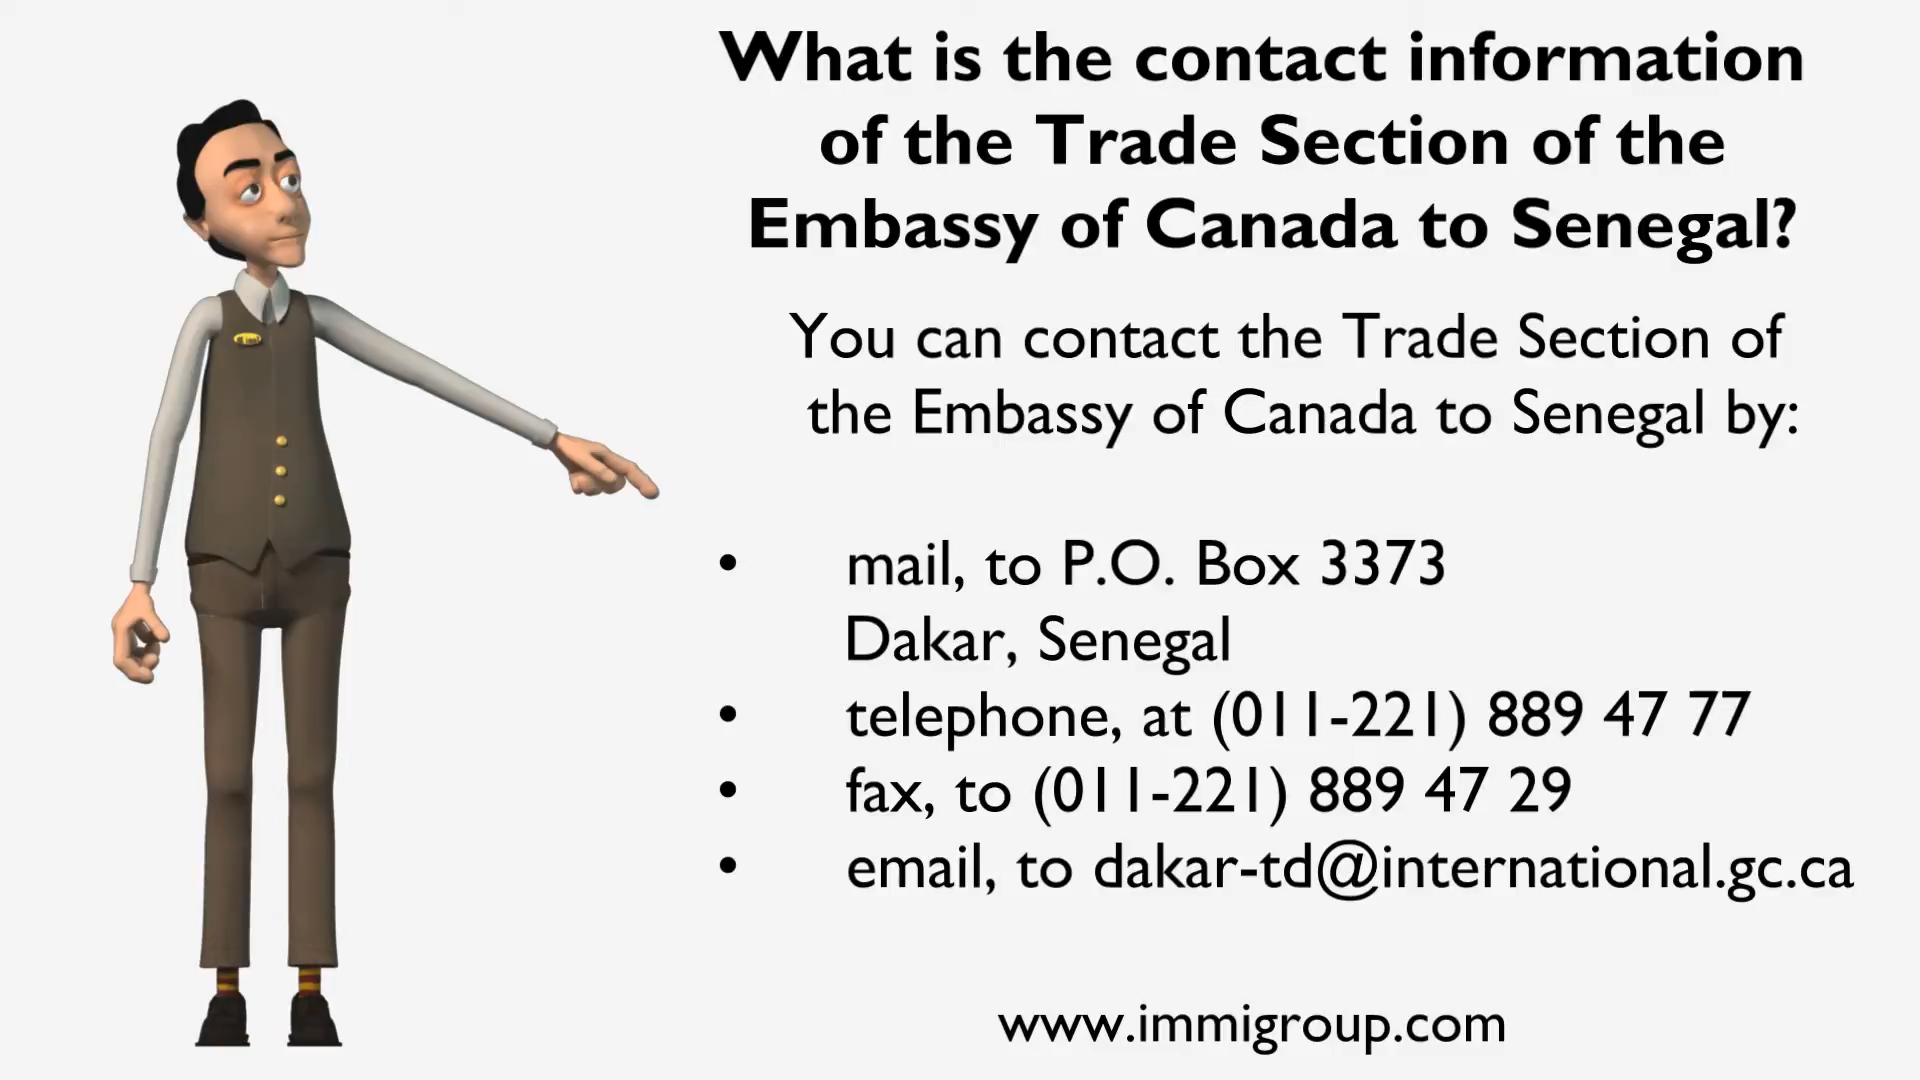 What is the contact information
of the Trade Section of the
Embassy of Canada to Senegal?
You can contact the Trade Section of
the Embassy of Canada to Senegal by:
• mail, to P.O. Box 3373
Dakar, Senegal
• telephone, at (011-221) 889 47 77
• fax, to (011-221) 889 47 29
• email, to dakar-td@international.gc.ca
www.immigroup.com